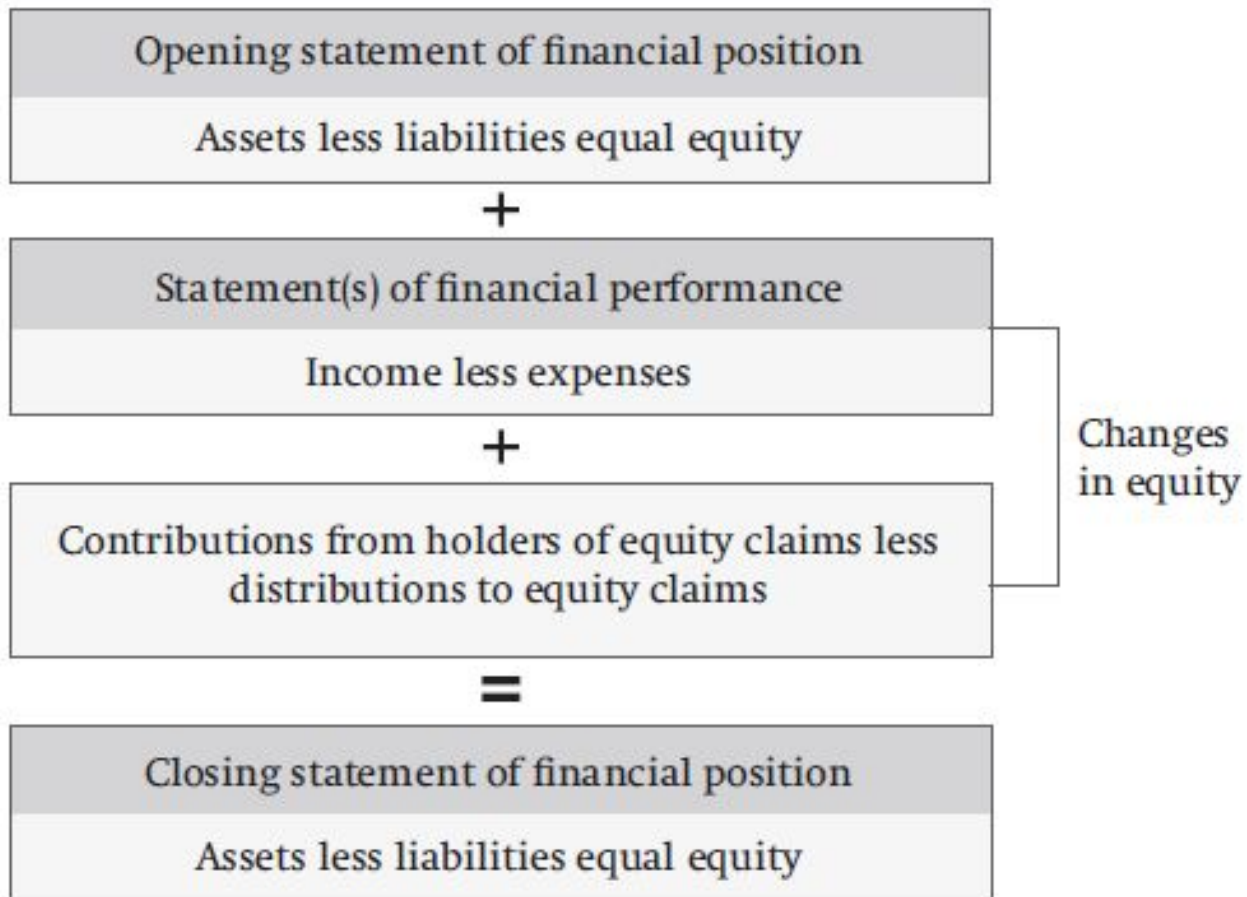 Opening statement of financial position
Assets less liabilities equal equity
+
Statement(s) of financial performance
Income less expenses
+
Changes
in equity
Contributions from holders of equity claims less
distributions to equity claims
=
Closing statement of financial position
Assets less liabilities equal equity